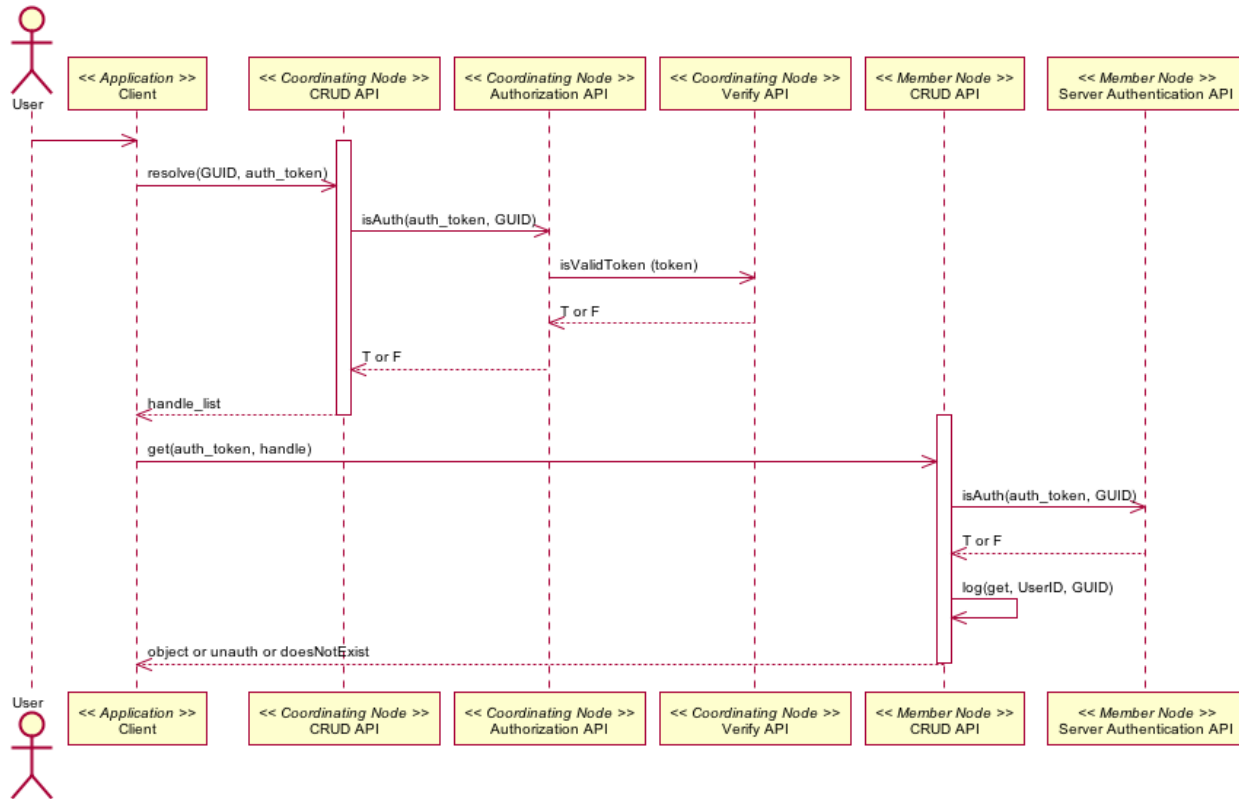 User
<< Application >>
Client
<< Coordinating Node >>
CRUD API
<< Coordinating Node >>
Authorization API
<< Coordinating Node >>
Verify API
<< Member Node >>
CRUD API
<< Member Node >>
Server Authentication API
resolve(GUID, auth_token)
isAuth(auth_token, GUID)
isValidToken (token)
T or F
T or F
handle_list
get(auth_token, handle)
isAuth(auth_token, GUID)
T or F
log(get, UserID, GUID)
object or unauth or doesNotExist
User
<< Application >>
Client
<< Coordinating Node >>
CRUD API
<< Coordinating Node >>
Authorization API
<< Coordinating Node >>
Verify API
<< Member Node >>
CRUD API
<< Member Node >>
Server Authentication API